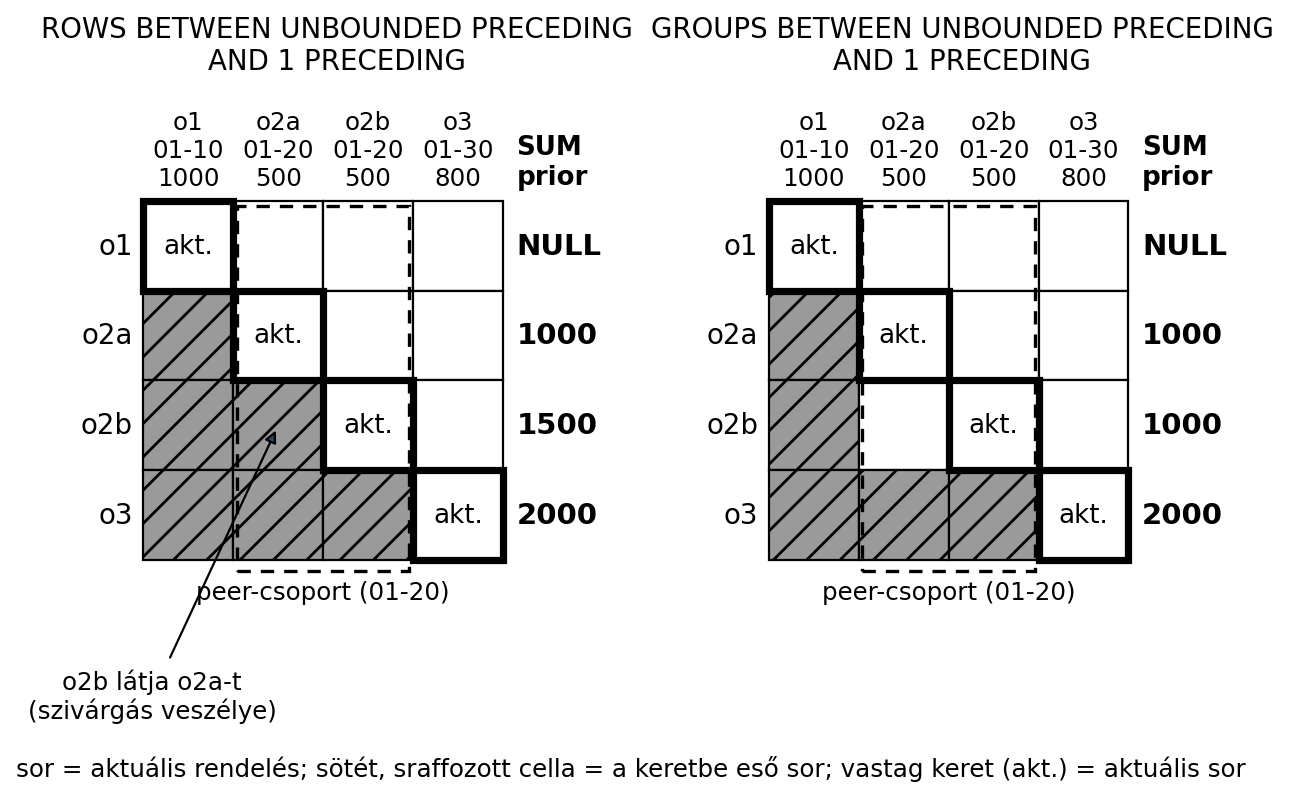 ROWS BETWEEN UNBOUNDED PRECEDING
AND 1 PRECEDING
o1 o2a o2b o3
01-10 01-20 01-20 01-30
1000 500 500 800
SUM
prior
o1 akt. NULL
o2a akt. 1000
o2b akt. 1500
o3 akt. 2000
peer-csoport (01-20)
o2b látja o2a-t
(szivárgás veszélye)
GROUPS BETWEEN UNBOUNDED PRECEDING
AND 1 PRECEDING
o1 o2a o2b o3
01-10 01-20 01-20 01-30
1000 500 500 800
SUM
prior
o1 akt. NULL
o2a akt. 1000
o2b akt. 1000
o3 akt. 2000
peer-csoport (01-20)
sor = aktuális rendelés; sötét, sraffozott cella = a keretbe eső sor; vastag keret (akt.) = aktuális sor